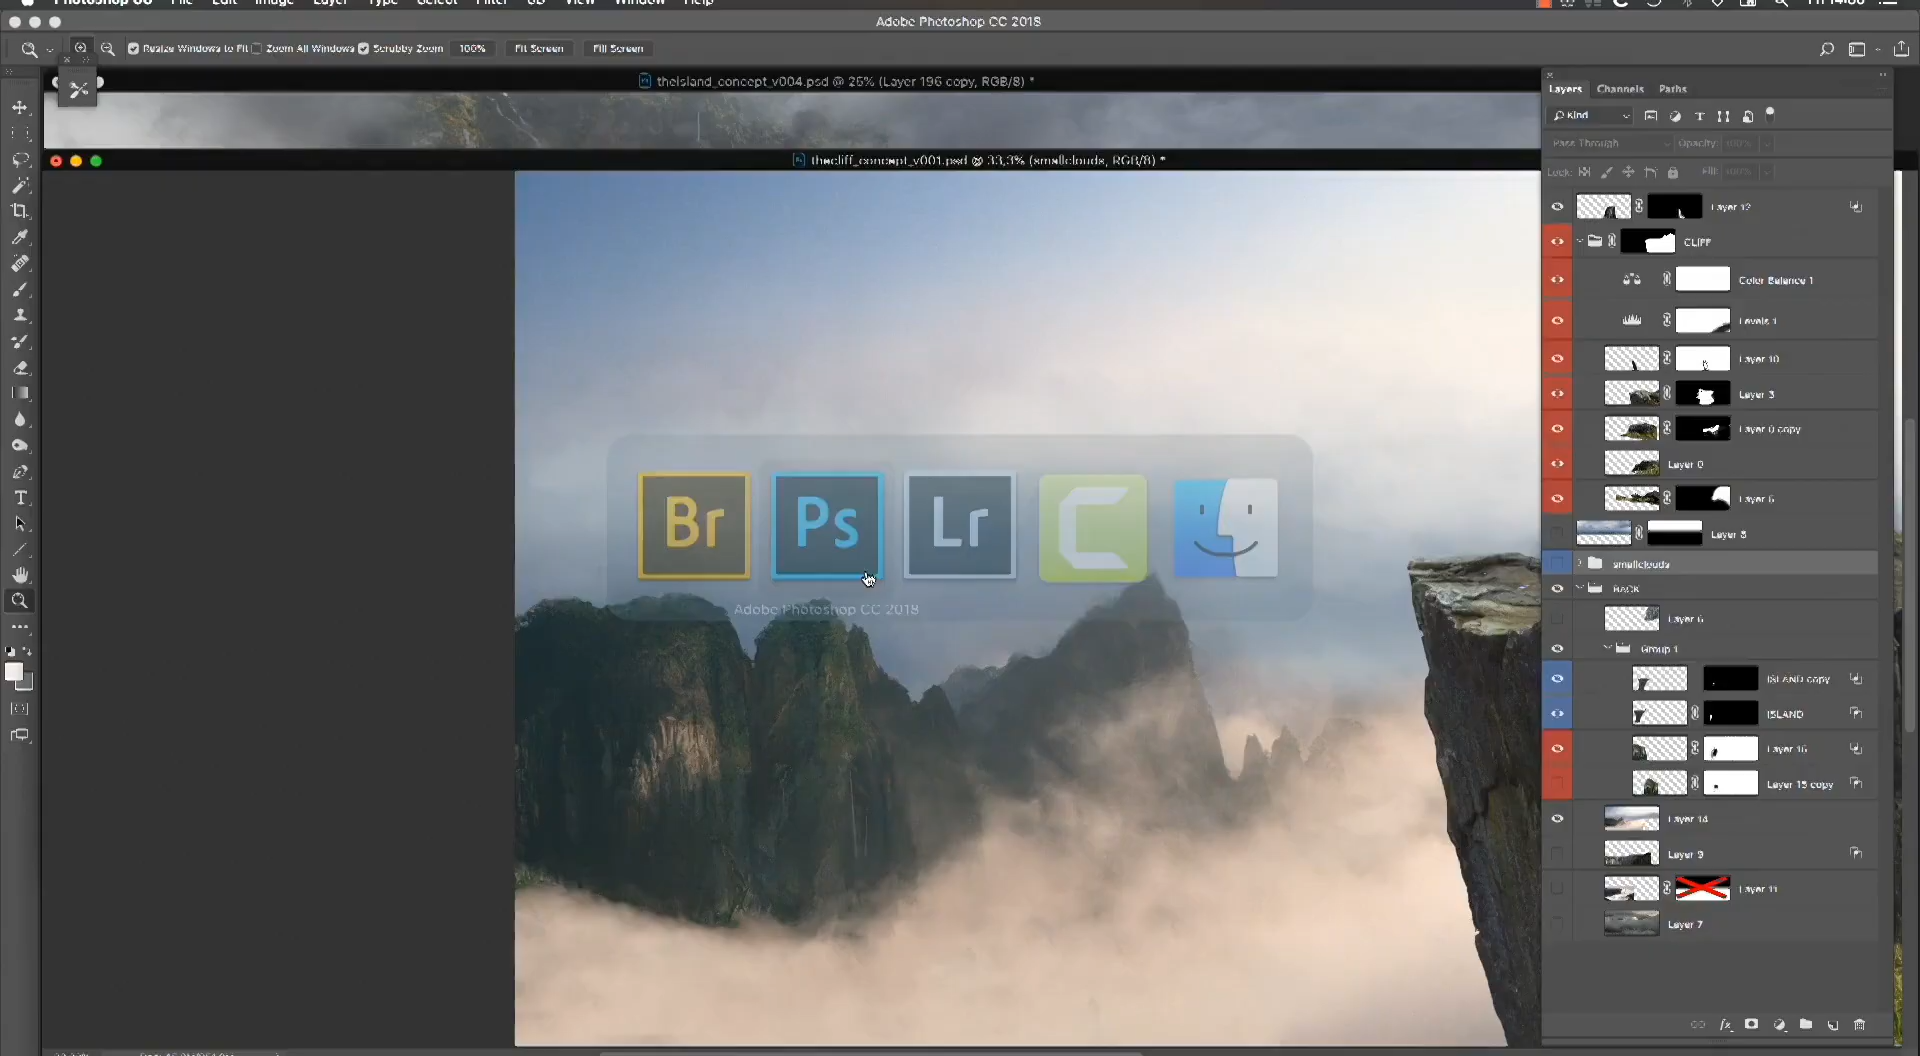 Photoshop CC File Edit Image Layer Type Select Filter 3D View Window Help
Adobe Photoshop CC 2018
Resize Windows to Fit Zoom All Windows Scrubby Zoom 100% Fit Screen Fill Screen
theisland_concept_v004.psd @ 25% (Layer 196 copy, RGB/8) *
thecliff_concept_v001.psd @ 33,3% (smallclouds, RGB/8) *
Layers Channels Paths
Kind
Pass Through Opacity: 100%
Lock: Fill: 100%
Layer 12
CLIFF
Color Balance 1
Levels 1
Layer 10
Layer 3
Layer 0 copy
Layer 0
Layer 5
Layer 8
smallclouds
BACK
Layer 6
Group 1
ISLAND copy
ISLAND
Layer 16
Layer 15 copy
Layer 14
Layer 9
Layer 11
Layer 7
Br Ps Lr
Adobe Photoshop CC 2018